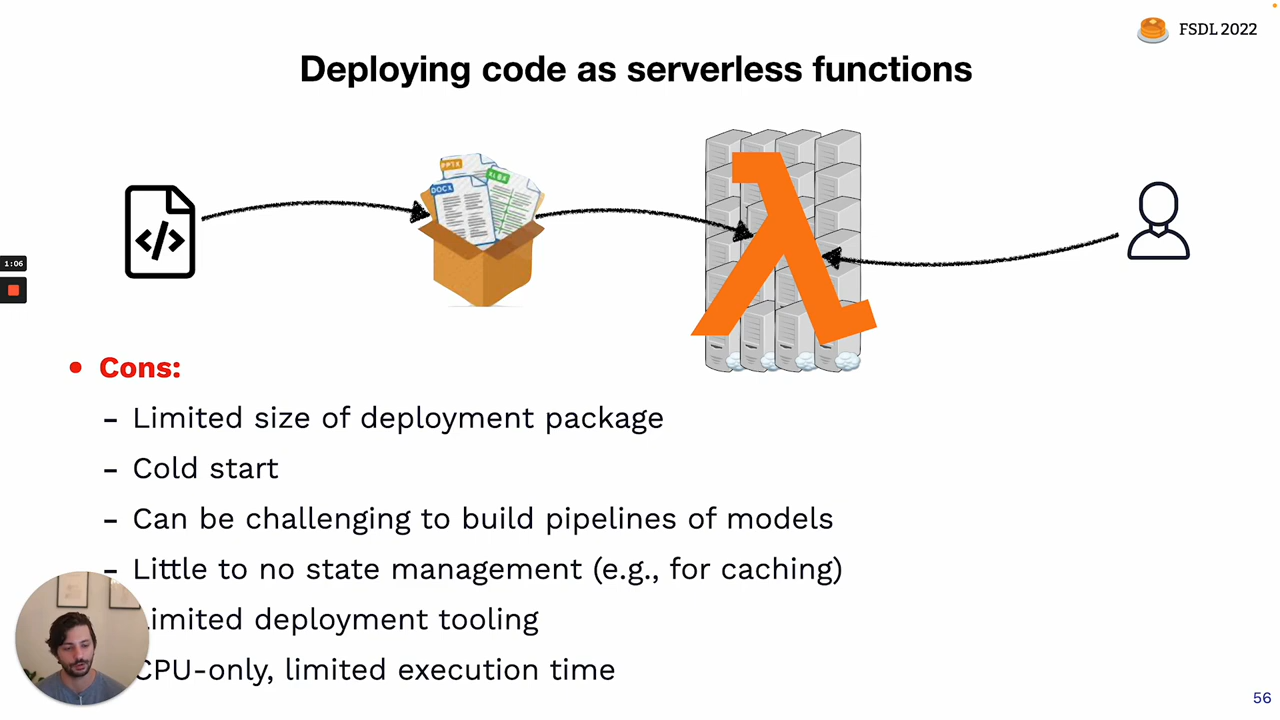 FSDL 2022
Deploying code as serverless functions
PPTX
XLSX
DOCX
</>
1:06
• Cons:
– Limited size of deployment package
– Cold start
– Can be challenging to build pipelines of models
– Little to no state management (e.g., for caching)
Limited deployment tooling
CPU-only, limited execution time
56